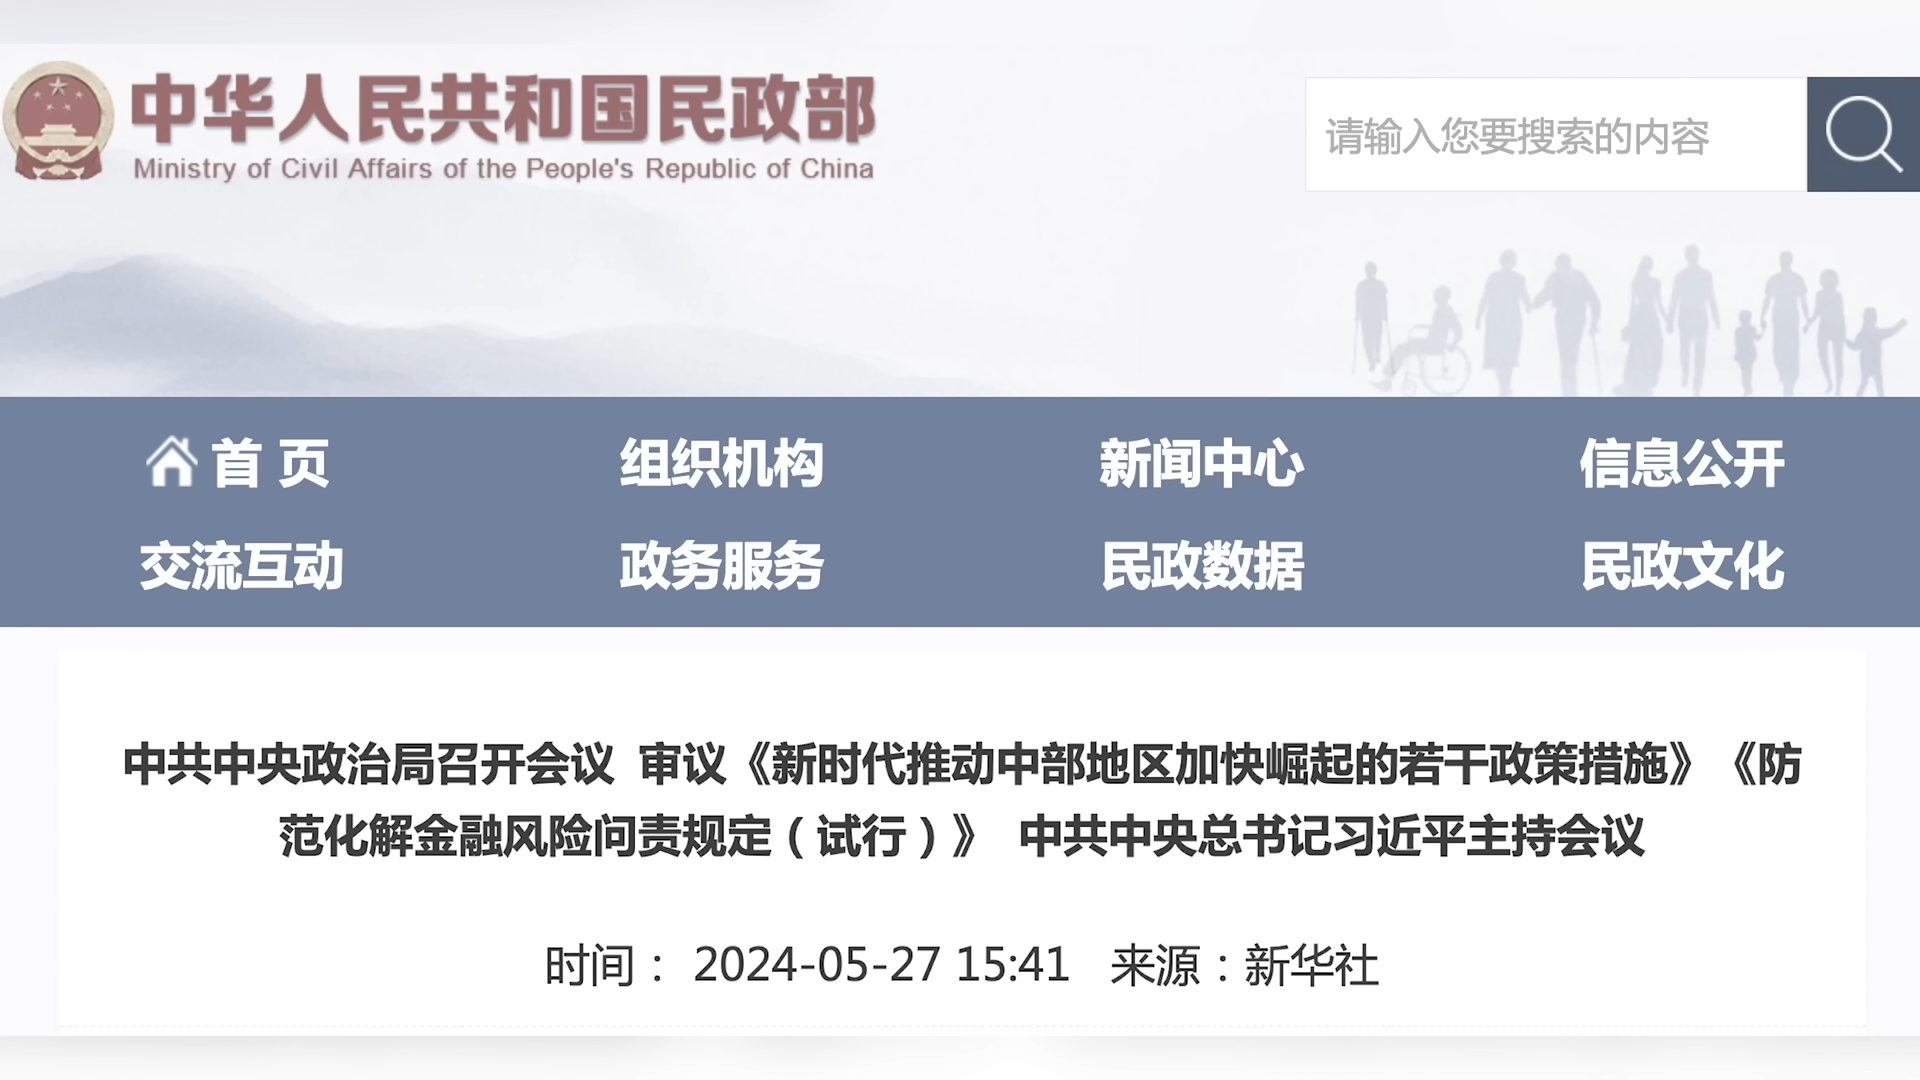 中华人民共和国民政部
Ministry of Civil Affairs of the People's Republic of China
请输入您要搜索的内容
首 页 组织机构 新闻中心 信息公开
交流互动 政务服务 民政数据 民政文化
中共中央政治局召开会议 审议《新时代推动中部地区加快崛起的若干政策措施》《防
范化解金融风险问责规定（试行）》 中共中央总书记习近平主持会议
时间： 2024-05-27 15:41 来源：新华社